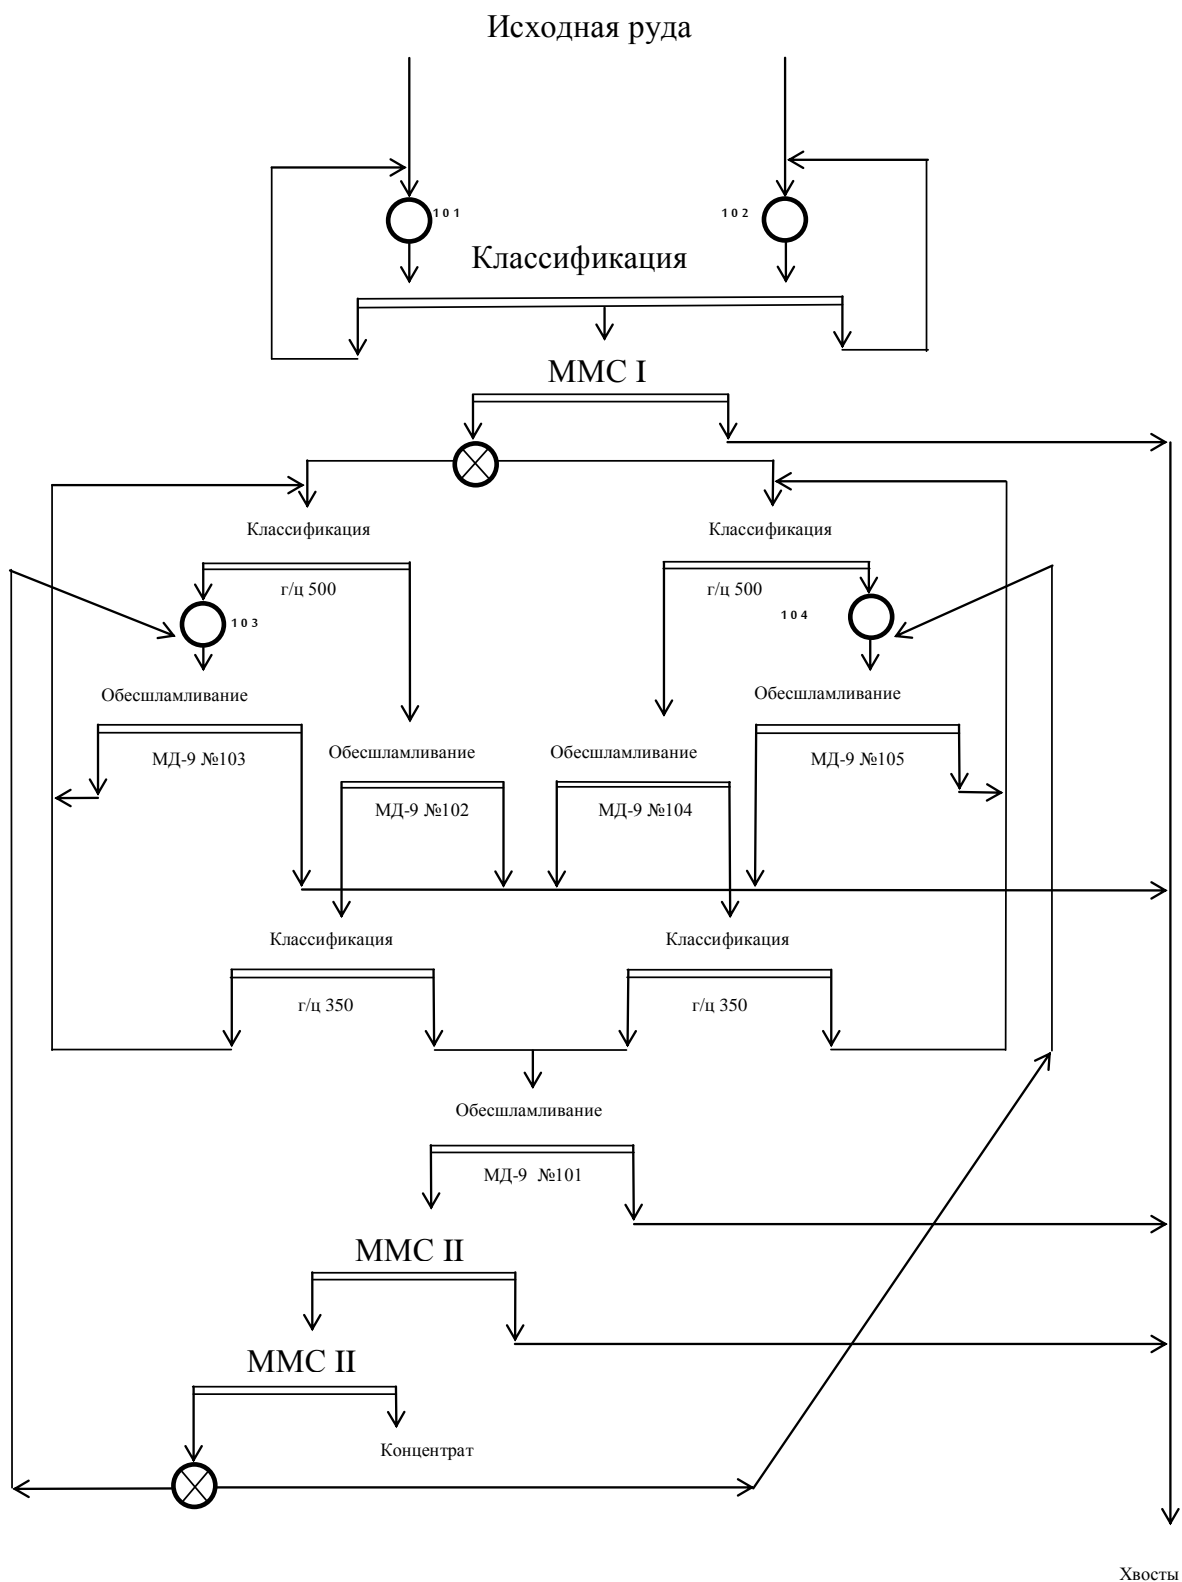 Исходная руда
101
102
Классификация
ММС I
Классификация
Классификация
г/ц 500
г/ц 500
103
104
Обесшламливание
Обесшламливание
МД-9 №103
Обесшламливание
Обесшламливание
МД-9 №105
МД-9 №102
МД-9 №104
Классификация
Классификация
г/ц 350
г/ц 350
Обесшламливание
МД-9 №101
ММС II
ММС II
Концентрат
Хвосты